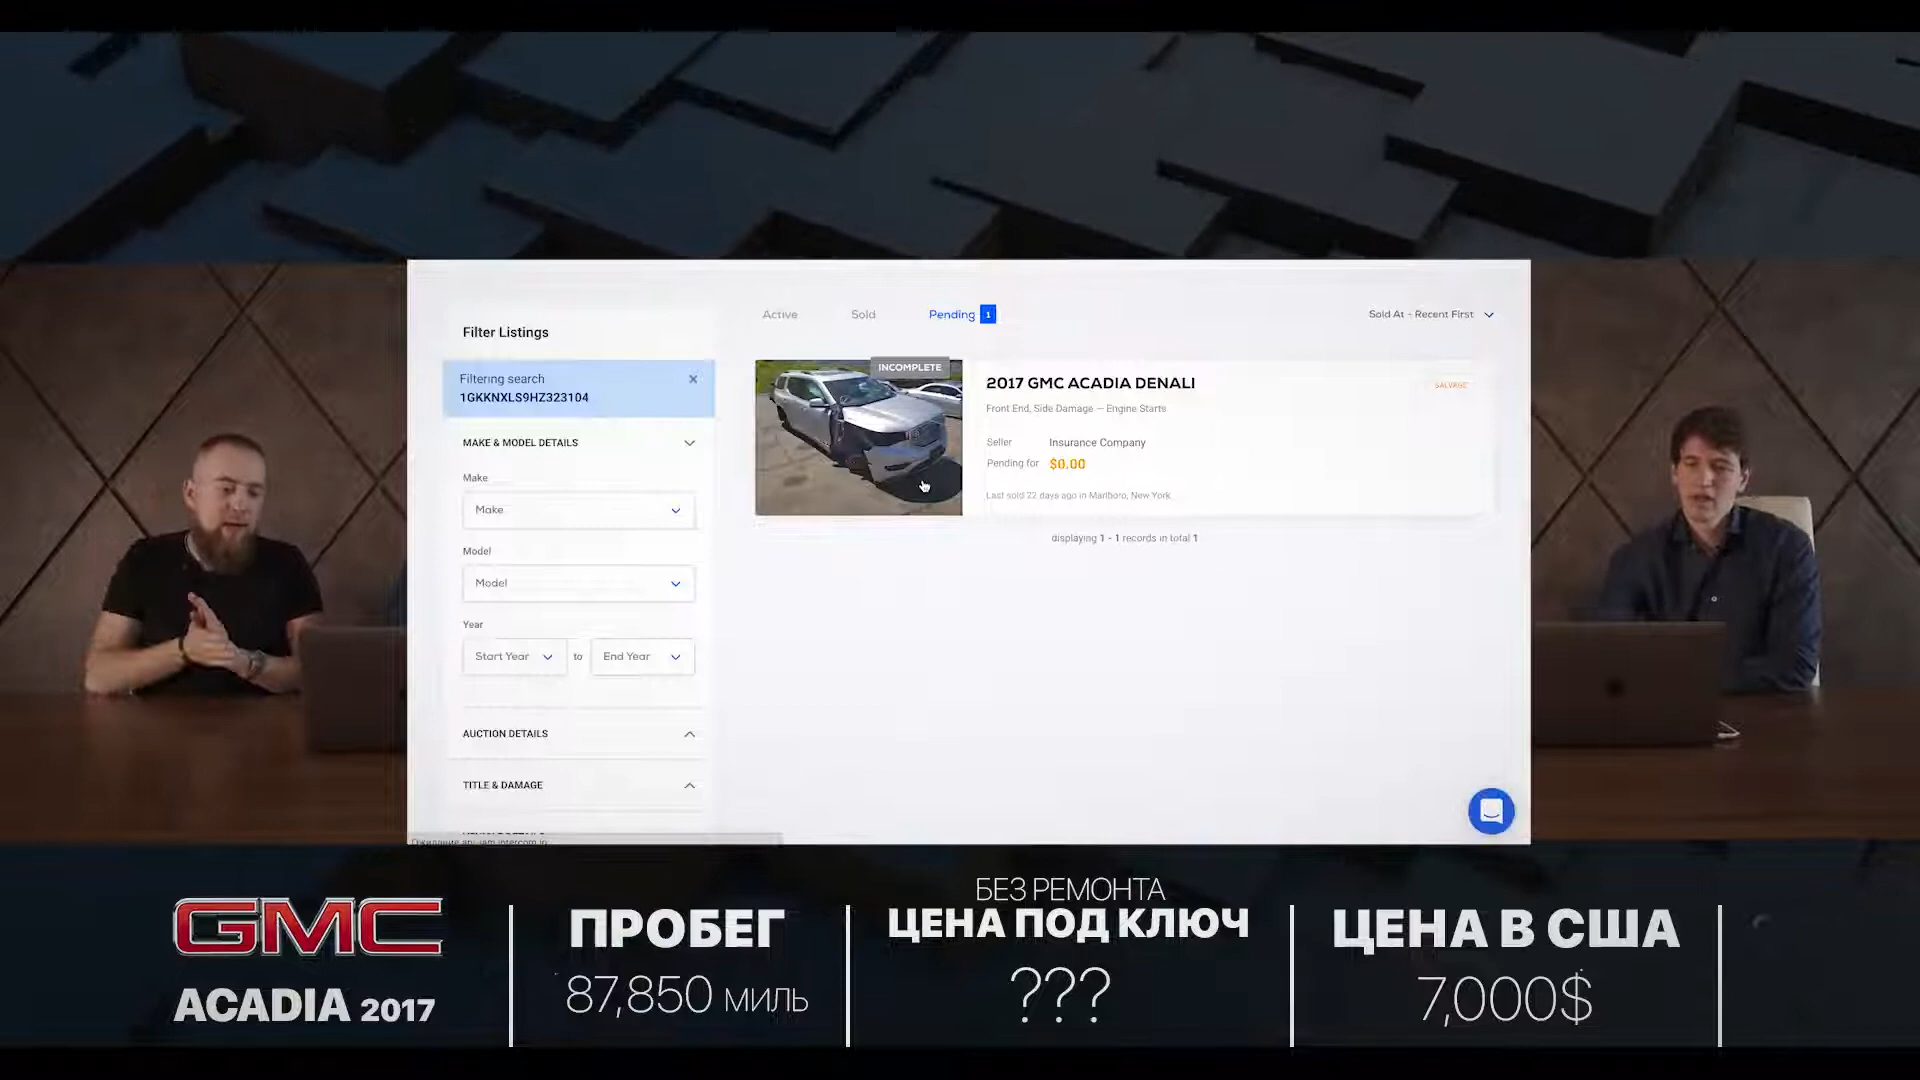 Filter Listings
Filtering search
1GKKNXLS9HZ323104
MAKE & MODEL DETAILS
Make
Make
Model
Model
Year
Start Year
to
End Year
AUCTION DETAILS
TITLE & DAMAGE
Active
Sold
Pending
1
Sold At - Recent First
INCOMPLETE
2017 GMC ACADIA DENALI
SALVAGE
Front End, Side Damage — Engine Starts
Seller Insurance Company
Pending for $0.00
Last sold 22 days ago in Marlboro, New York
displaying 1 - 1 records in total 1
GMC
ACADIA 2017
ПРОБЕГ
87,850 МИЛЬ
БЕЗ РЕМОНТА
ЦЕНА ПОД КЛЮЧ
???
ЦЕНА В США
7,000$